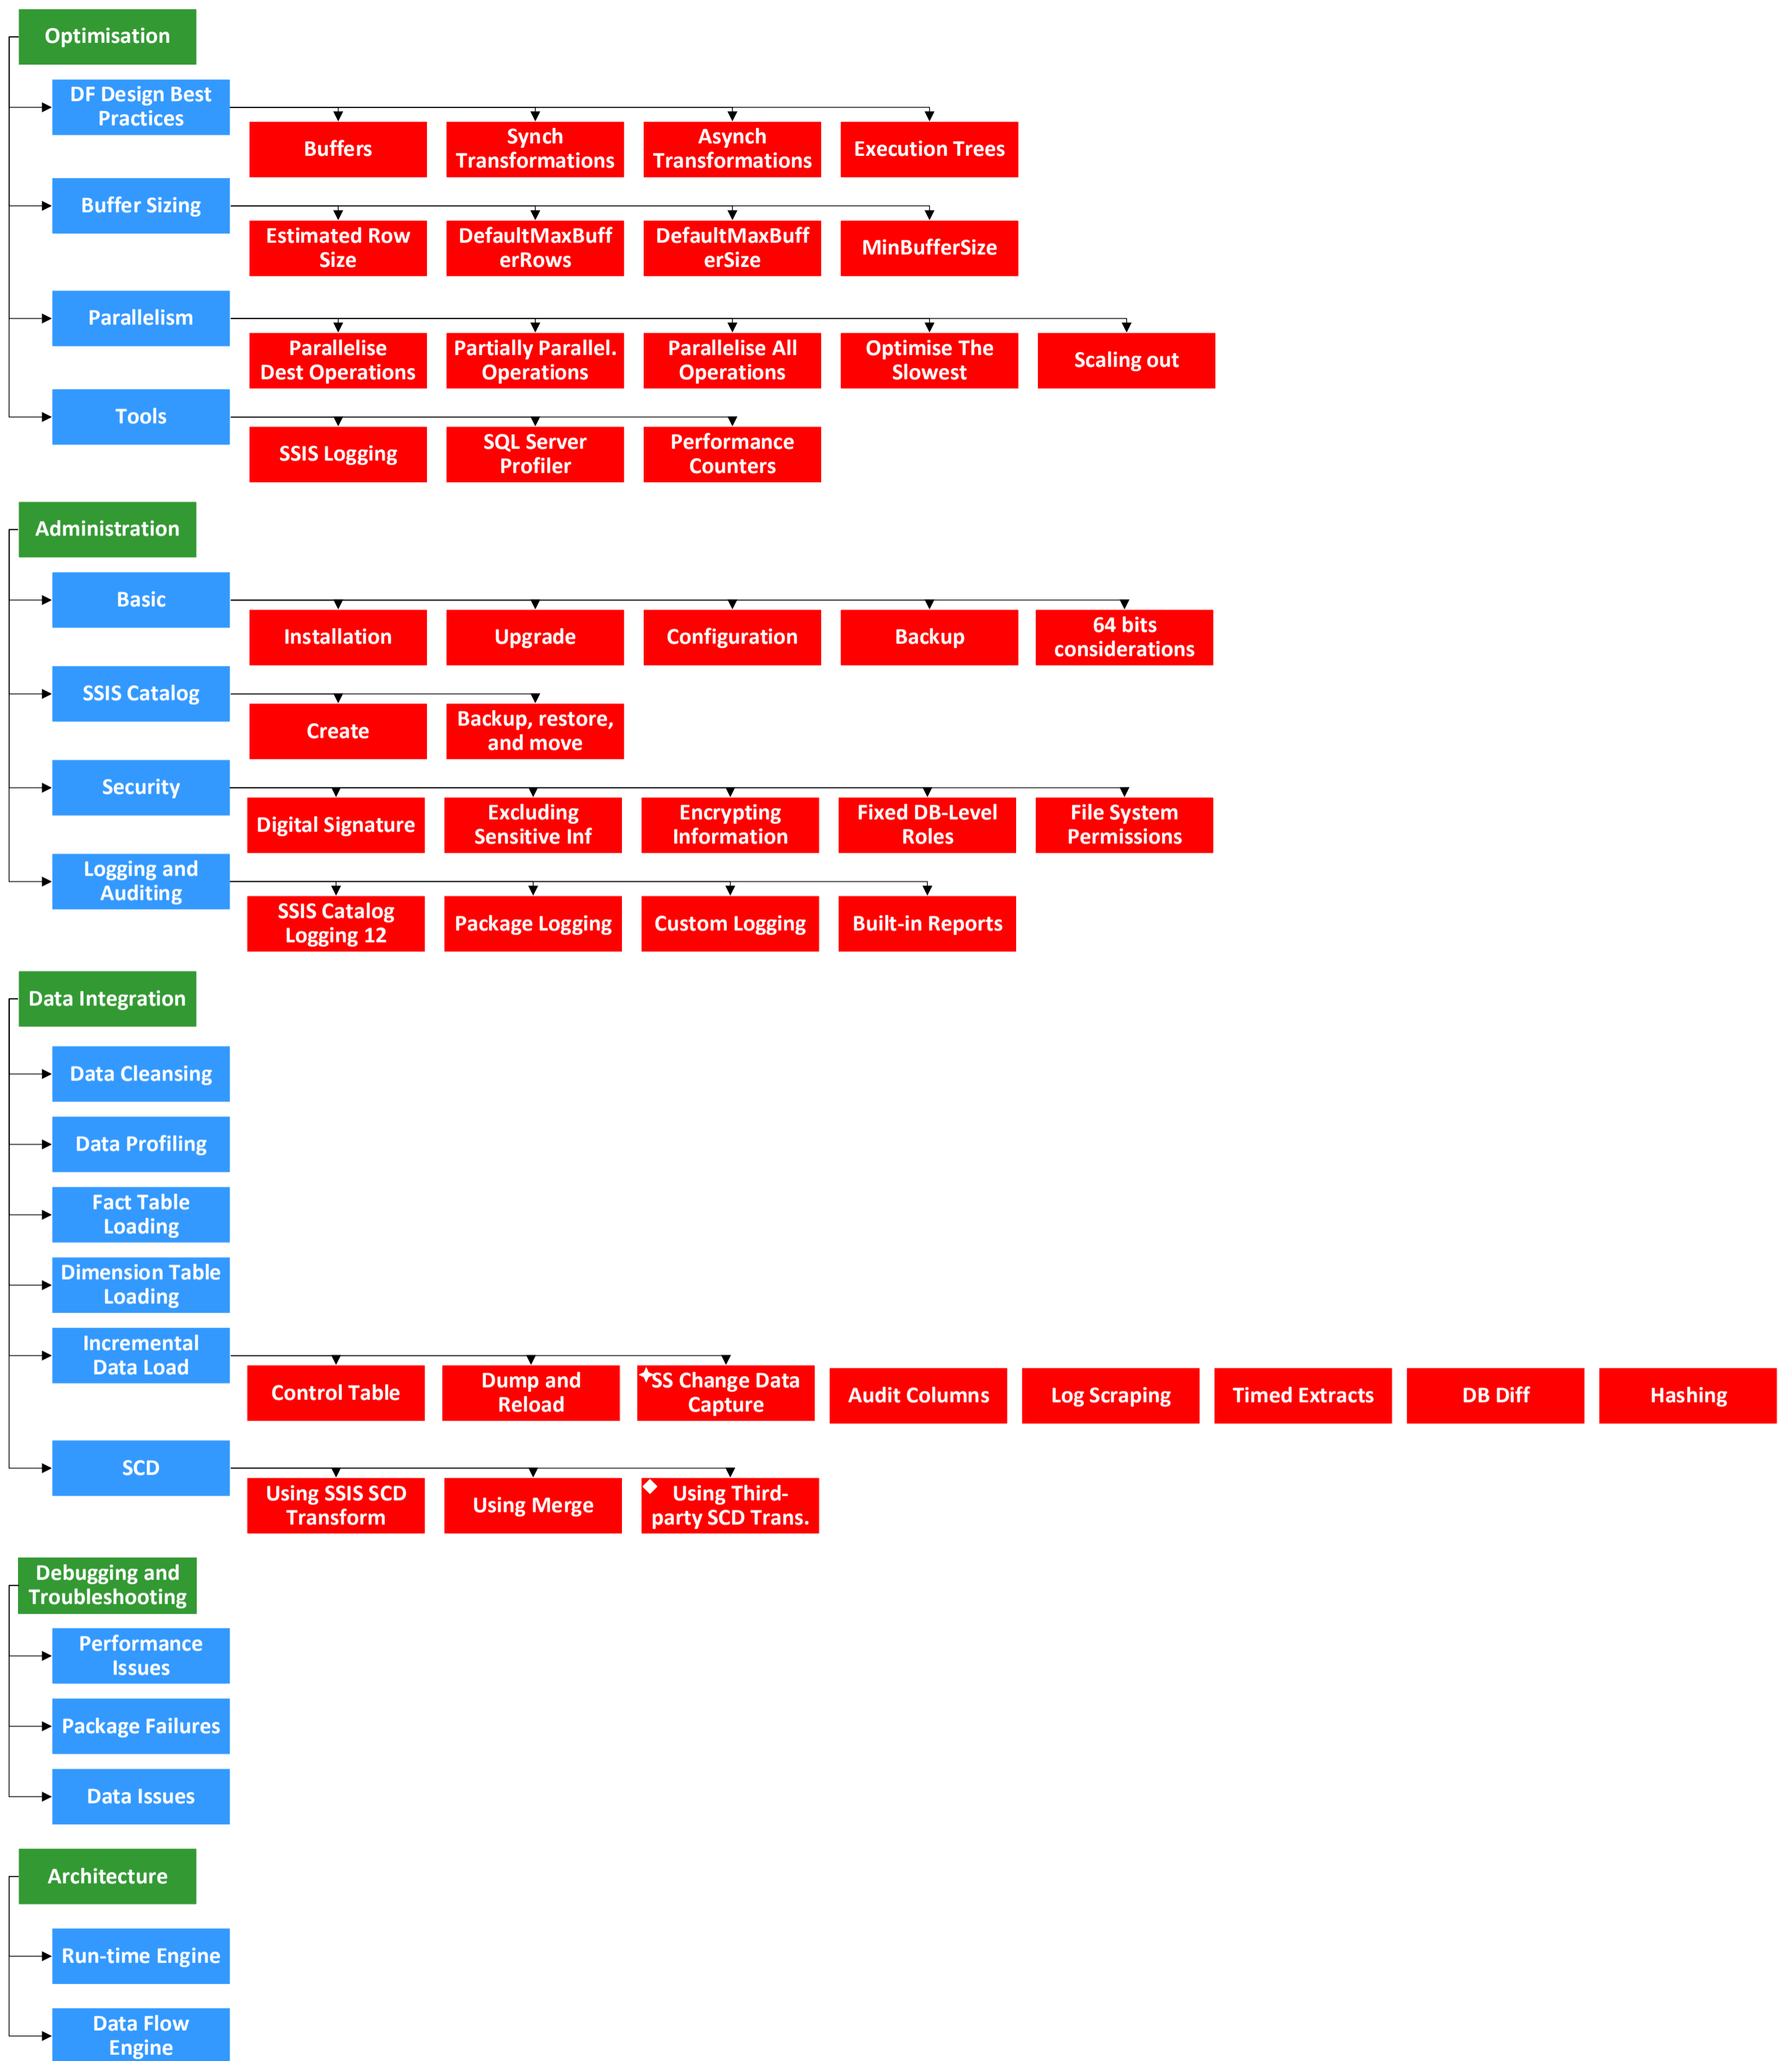 Optimisation
DF Design Best
Practices
Buffers
Synch
Transformations
Asynch
Transformations
Execution Trees
Buffer Sizing
Estimated Row
Size
DefaultMaxBuff
erRows
DefaultMaxBuff
erSize
MinBufferSize
Parallelism
Parallelise
Dest Operations
Partially Parallel.
Operations
Parallelise All
Operations
Optimise The
Slowest
Scaling out
Tools
SSIS Logging
SQL Server
Profiler
Performance
Counters
Administration
Basic
Installation
Upgrade
Configuration
Backup
64 bits
considerations
SSIS Catalog
Create
Backup, restore,
and move
Security
Digital Signature
Excluding
Sensitive Inf
Encrypting
Information
Fixed DB-Level
Roles
File System
Permissions
Logging and
Auditing
SSIS Catalog
Logging 12
Package Logging
Custom Logging
Built-in Reports
Data Integration
Data Cleansing
Data Profiling
Fact Table
Loading
Dimension Table
Loading
Incremental
Data Load
Control Table
Dump and
Reload
SS Change Data
Capture
Audit Columns
Log Scraping
Timed Extracts
DB Diff
Hashing
SCD
Using SSIS SCD
Transform
Using Merge
Using Third-
party SCD Trans.
Debugging and
Troubleshooting
Performance
Issues
Package Failures
Data Issues
Architecture
Run-time Engine
Data Flow
Engine